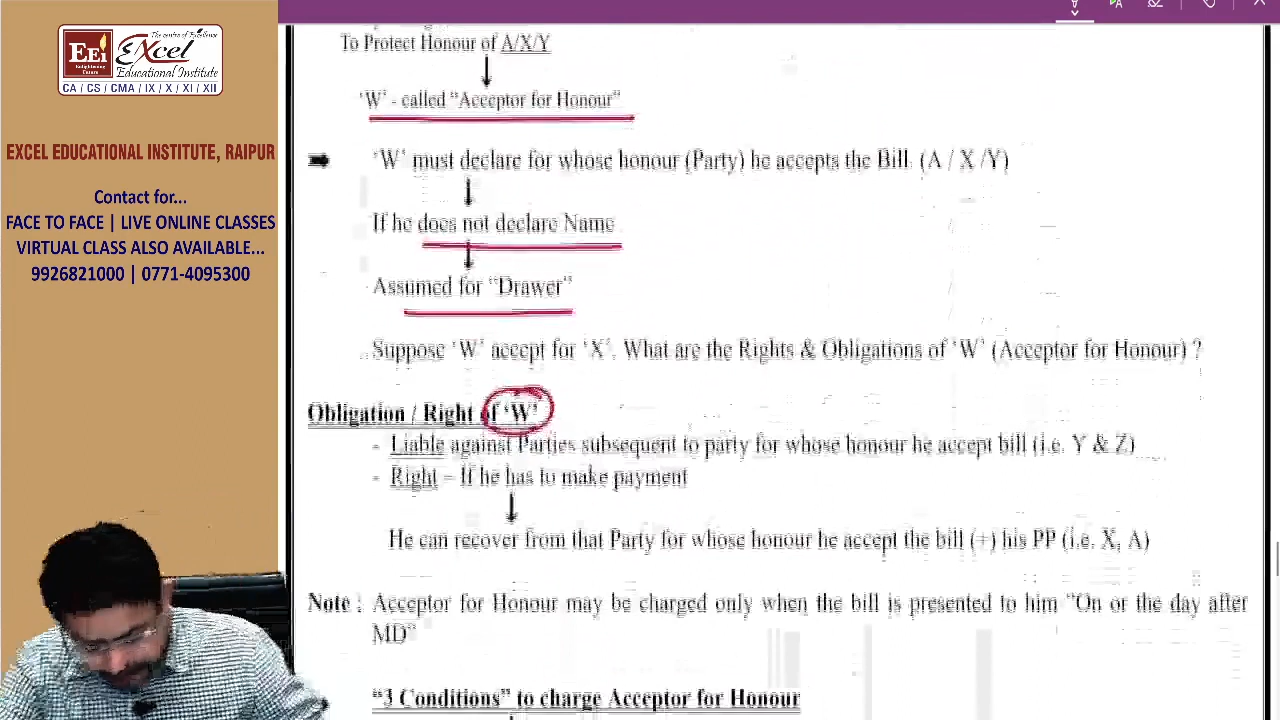 The centre of Excellence
EEi
Enlightening Careers
Excel
Educational Institute
CA / CS / CMA / IX / X / XI / XII
EXCEL EDUCATIONAL INSTITUTE, RAIPUR
Contact for...
FACE TO FACE | LIVE ONLINE CLASSES
VIRTUAL CLASS ALSO AVAILABLE...
9926821000 | 0771-4095300
To Protect Honour of A/X/Y
'W' - called "Acceptor for Honour"
'W' must declare for whose honour (Party) he accepts the Bill. (A / X /Y)
If he does not declare Name
Assumed for "Drawer"
Suppose 'W' accept for 'X'. What are the Rights & Obligations of 'W' (Acceptor for Honour) ?
Obligation / Right of 'W'
- Liable against Parties subsequent to party for whose honour he accept bill (i.e. Y & Z)
- Right – If he has to make payment
He can recover from that Party for whose honour he accept the bill (+) his PP (i.e. X, A)
Note : Acceptor for Honour may be charged only when the bill is presented to him "On or the day after
MD"
"3 Conditions" to charge Acceptor for Honour